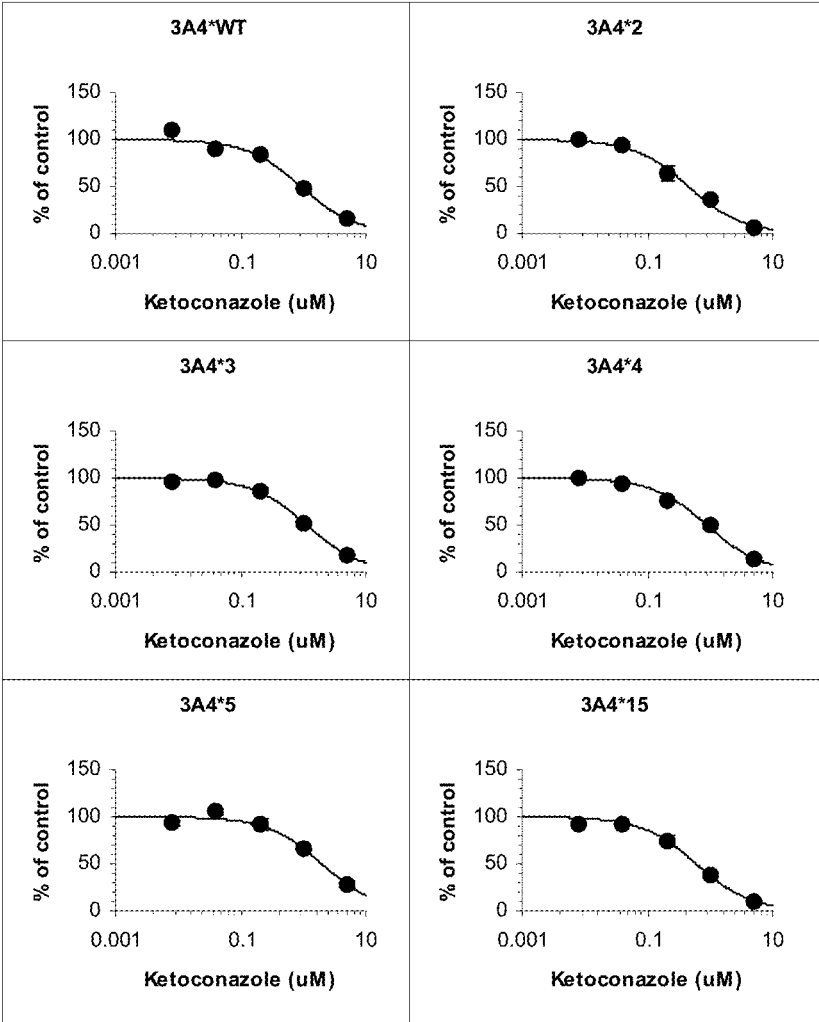 3A4*WT
150
100
50
0
% of control
0.001 0.1 10
Ketoconazole (uM)
3A4*2
150
100
50
0
% of control
0.001 0.1 10
Ketoconazole (uM)
3A4*3
150
100
50
0
% of control
0.001 0.1 10
Ketoconazole (uM)
3A4*4
150
100
50
0
% of control
0.001 0.1 10
Ketoconazole (uM)
3A4*5
150
100
50
0
% of control
0.001 0.1 10
Ketoconazole (uM)
3A4*15
150
100
50
0
% of control
0.001 0.1 10
Ketoconazole (uM)